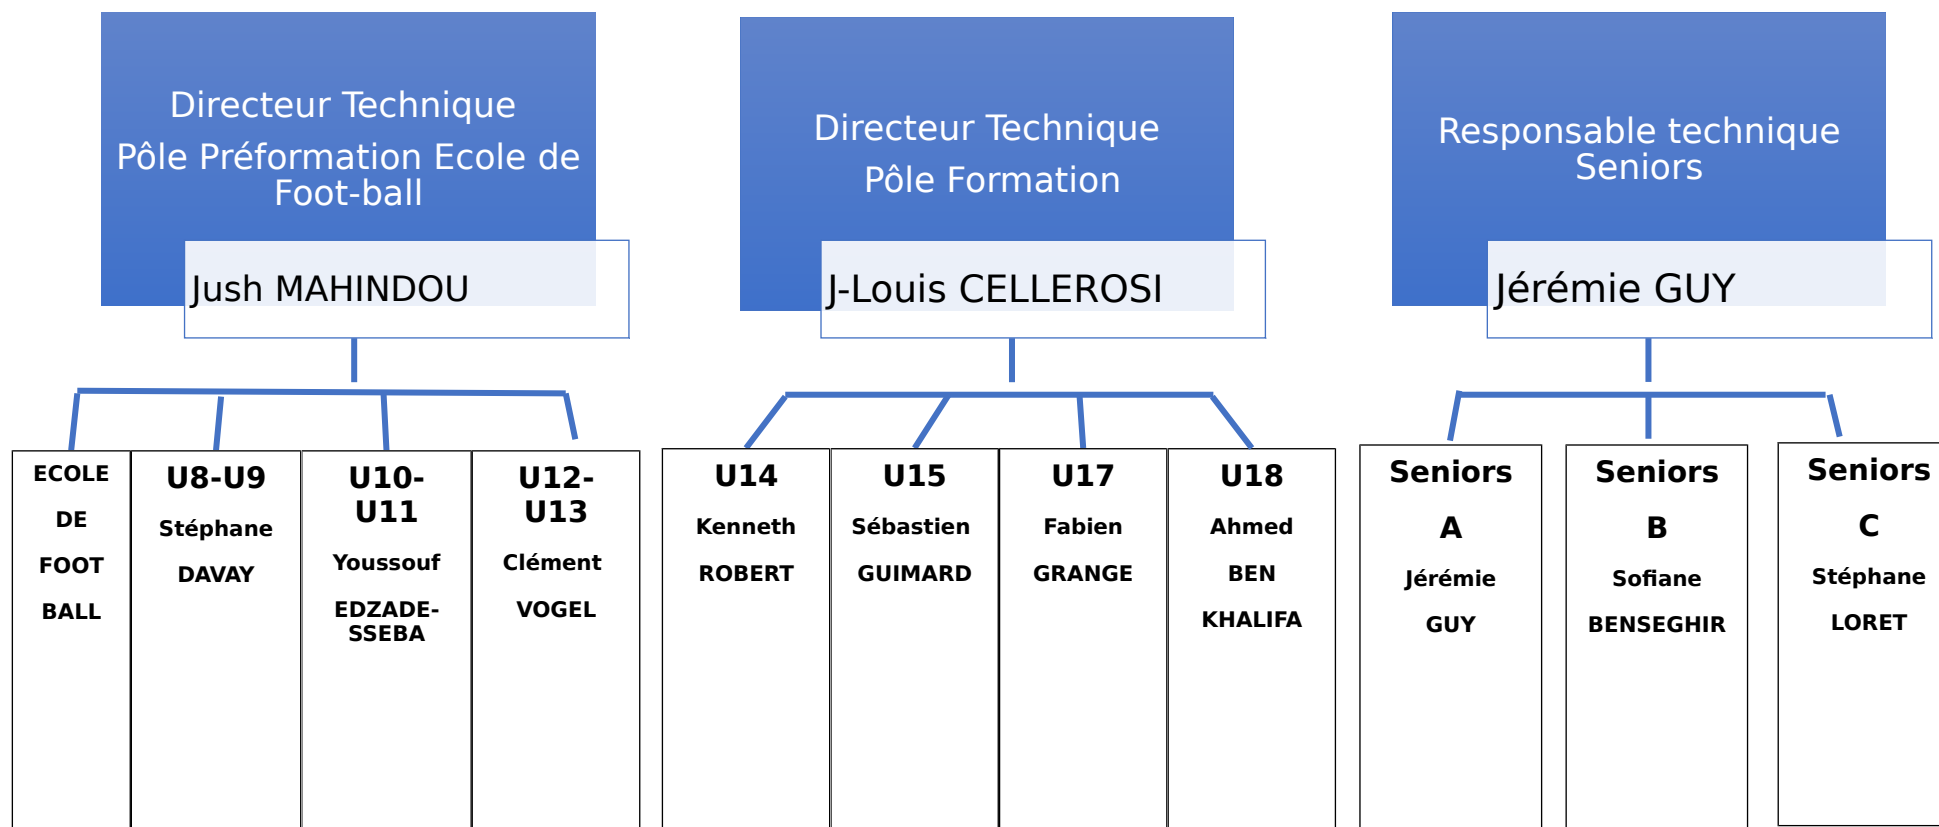 Directeur Technique
Pôle Préformation Ecole de
Foot-ball
Jush MAHINDOU
Directeur Technique
Pôle Formation
J-Louis CELLEROSI
Responsable technique
Seniors
Jérémie GUY
ECOLE
DE
FOOT
BALL
U8-U9
Stéphane
DAVAY
U10-
U11
Youssouf
EDZADE-
SSEBA
U12-
U13
Clément
VOGEL
U14
Kenneth
ROBERT
U15
Sébastien
GUIMARD
U17
Fabien
GRANGE
U18
Ahmed
BEN
KHALIFA
Seniors
A
Jérémie
GUY
Seniors
B
Sofiane
BENSEGHIR
Seniors
C
Stéphane
LORET